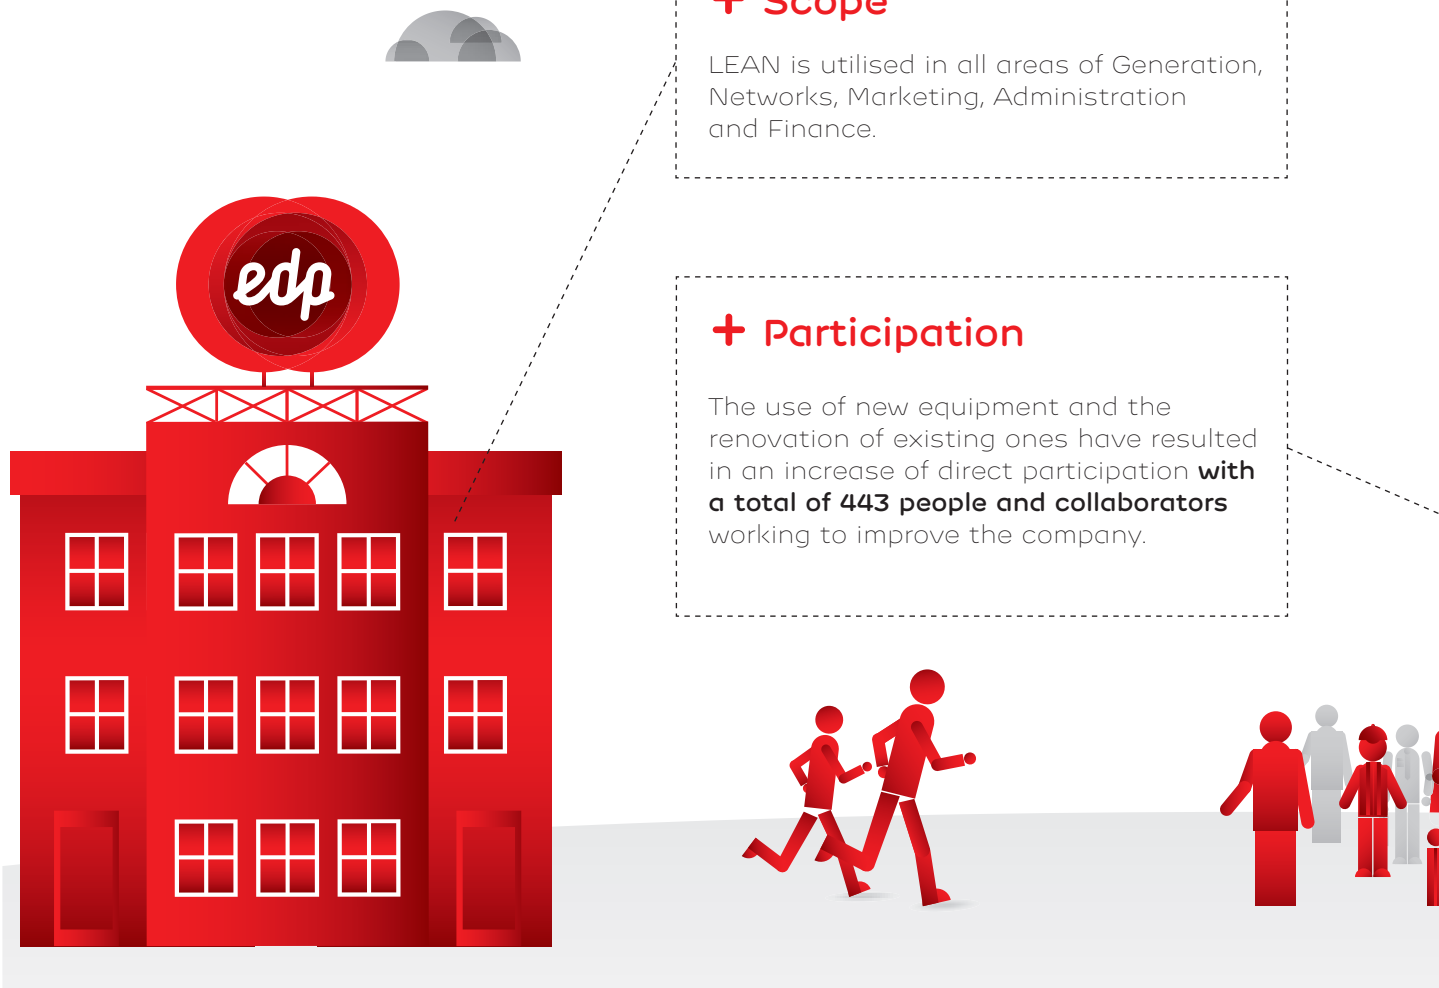 + Scope
LEAN is utilised in all areas of Generation,
Networks, Marketing, Administration
and Finance.
edp
+ Participation
The use of new equipment and the
renovation of existing ones have resulted
in an increase of direct participation with
a total of 443 people and collaborators
working to improve the company.